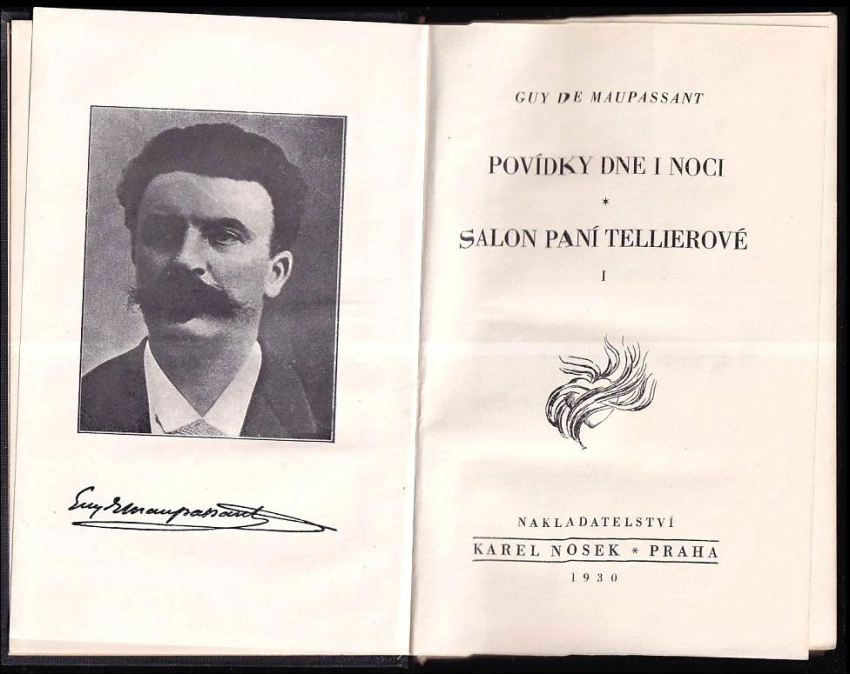 Guy de Maupassant
GUY DE MAUPASSANT
POVÍDKY DNE I NOCI
*
SALON PANÍ TELLIEROVÉ
I
NAKLADATELSTVÍ
KAREL NOSEK * PRAHA
1930